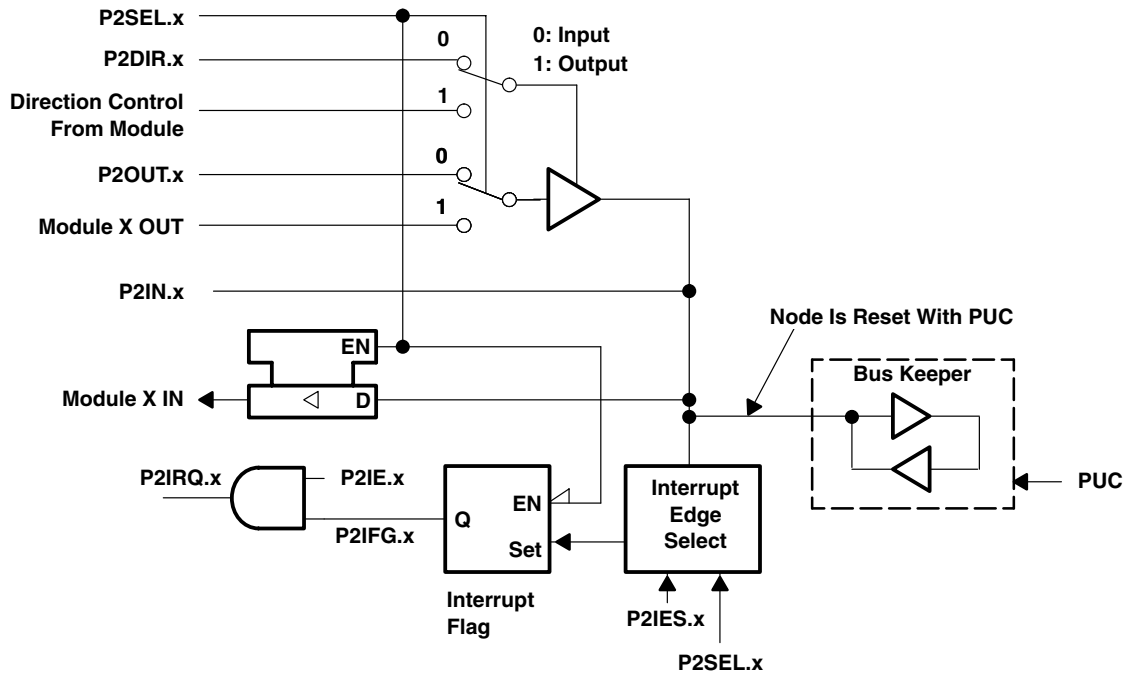 P2SEL.x
0
P2DIR.x
0: Input
1: Output
1
Direction Control
From Module
0
P2OUT.x
1
Module X OUT
P2IN.x
Node Is Reset With PUC
EN
Bus Keeper
Module X IN
D
P2IRQ.x
P2IE.x
Interrupt
Edge
Select
PUC
EN
Q
P2IFG.x
Set
Interrupt
Flag
P2IES.x
P2SEL.x